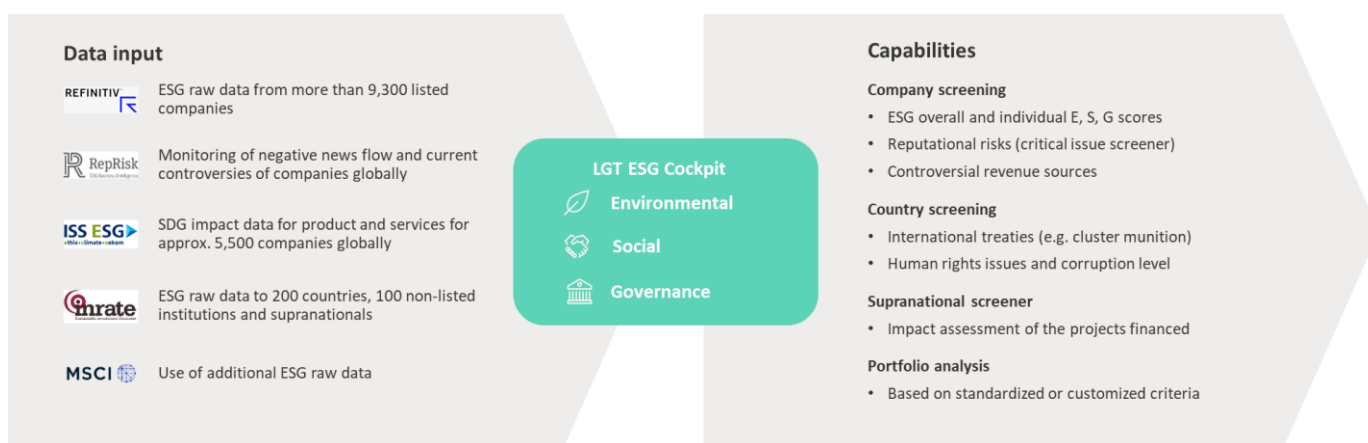 Data input
REFINITIV
ESG raw data from more than 9,300 listed
companies
RepRisk
Monitoring of negative news flow and current
controversies of companies globally
ISS ESG
ethix·climate·oekom
SDG impact data for product and services for
approx. 5,500 companies globally
inrate
ESG raw data to 200 countries, 100 non-listed
institutions and supranationals
MSCI
Use of additional ESG raw data
LGT ESG Cockpit
Environmental
Social
Governance
Capabilities
Company screening
• ESG overall and individual E, S, G scores
• Reputational risks (critical issue screener)
• Controversial revenue sources
Country screening
• International treaties (e.g. cluster munition)
• Human rights issues and corruption level
Supranational screener
• Impact assessment of the projects financed
Portfolio analysis
• Based on standardized or customized criteria